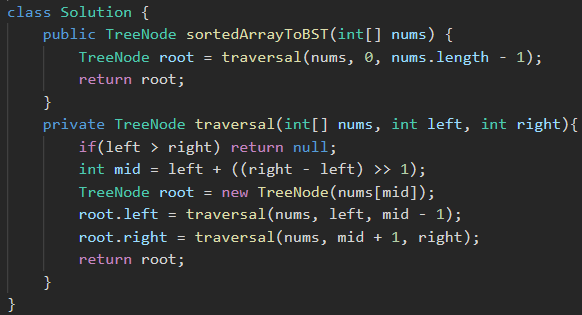 class Solution {
    public TreeNode sortedArrayToBST(int[] nums) {
        TreeNode root = traversal(nums, 0, nums.length - 1);
        return root;
    }
    private TreeNode traversal(int[] nums, int left, int right){
        if(left > right) return null;
        int mid = left + ((right - left) >> 1);
        TreeNode root = new TreeNode(nums[mid]);
        root.left = traversal(nums, left, mid - 1);
        root.right = traversal(nums, mid + 1, right);
        return root;
    }
}